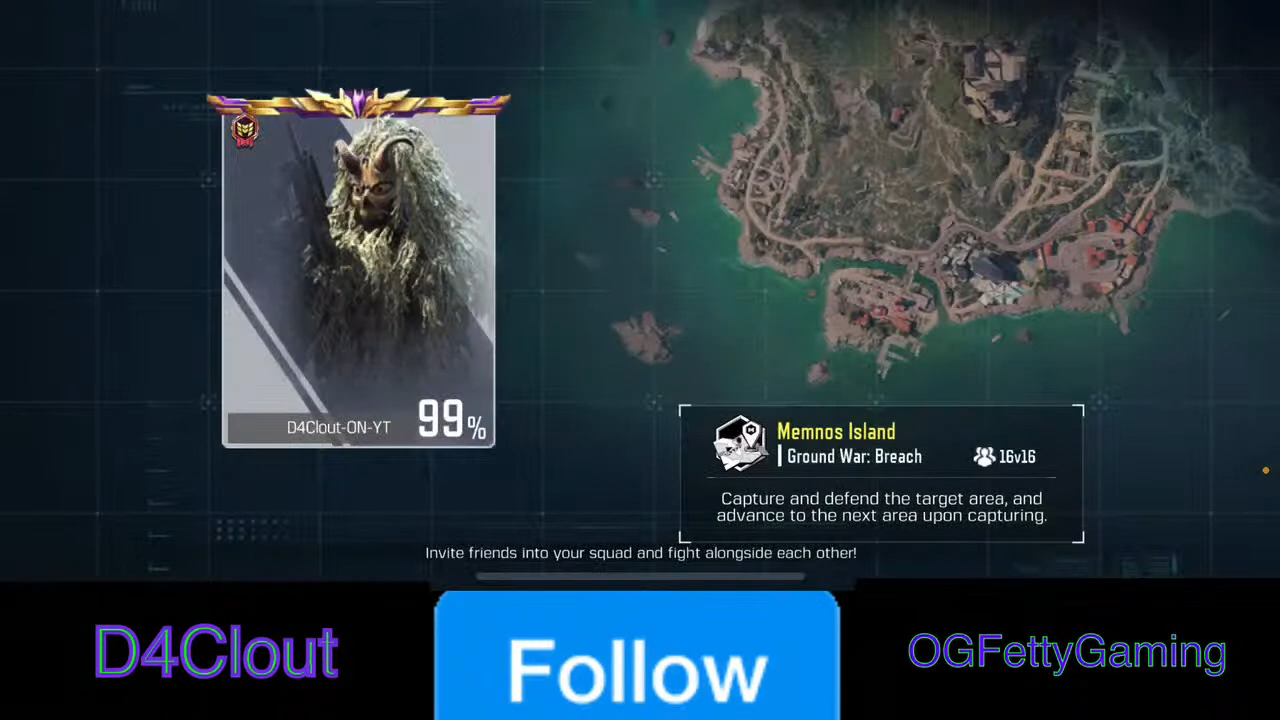 D4Clout-ON-YT 99%
Memnos Island
Ground War: Breach 16v16
Capture and defend the target area, and
advance to the next area upon capturing.
Invite friends into your squad and fight alongside each other!
D4Clout
Follow
OGFettyGaming